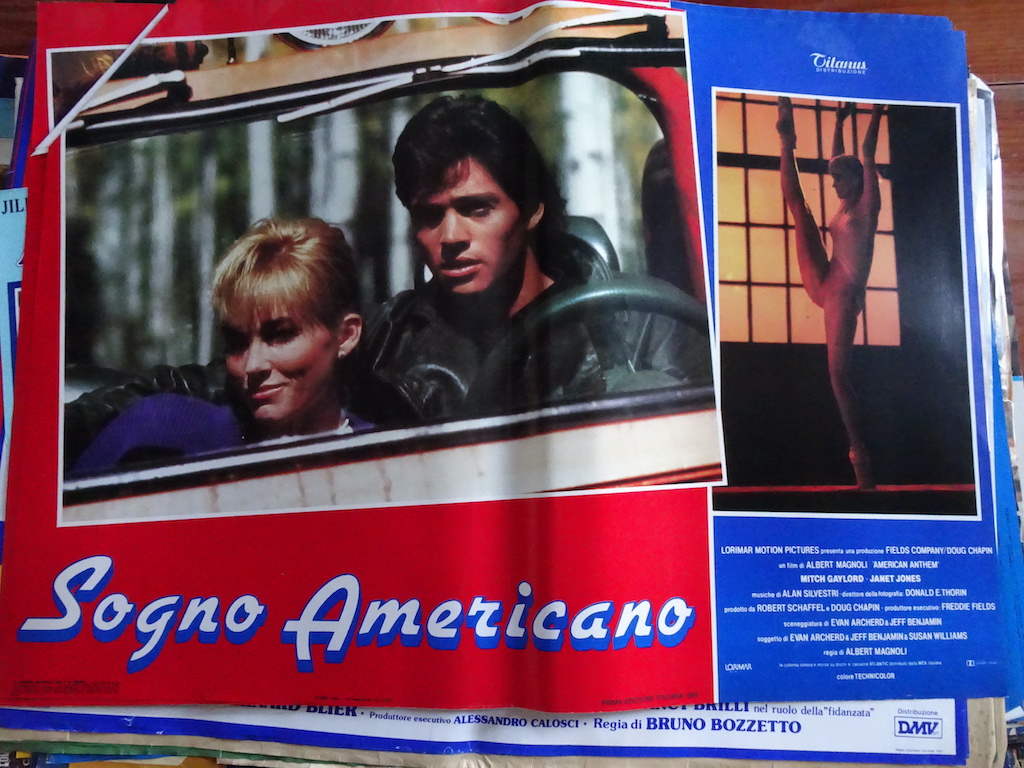 Titanus
DISTRIBUZIONE
JIL
Sogno Americano
LORIMAR MOTION PICTURES presenta una produzione FIELDS COMPANY/DOUG CHAPIN
un film di ALBERT MAGNOLI 'AMERICAN ANTHEM'
MITCH GAYLORD · JANET JONES
musiche di ALAN SILVESTRI · direttore della fotografia: DONALD E. THORIN
prodotto da ROBERT SCHAFFEL e DOUG CHAPIN · produttore esecutivo: FREDDIE FIELDS
sceneggiatura di EVAN ARCHERD & JEFF BENJAMIN
soggetto di EVAN ARCHERD & JEFF BENJAMIN & SUSAN WILLIAMS
regia di ALBERT MAGNOLI
LORIMAR
colore TECHNICOLOR
BLIER · Produttore esecutivo ALESSANDRO CALOSCI · Regia di BRUNO BOZZETTO
BRILLI nel ruolo della "fidanzata"
Distribuzione
DMV